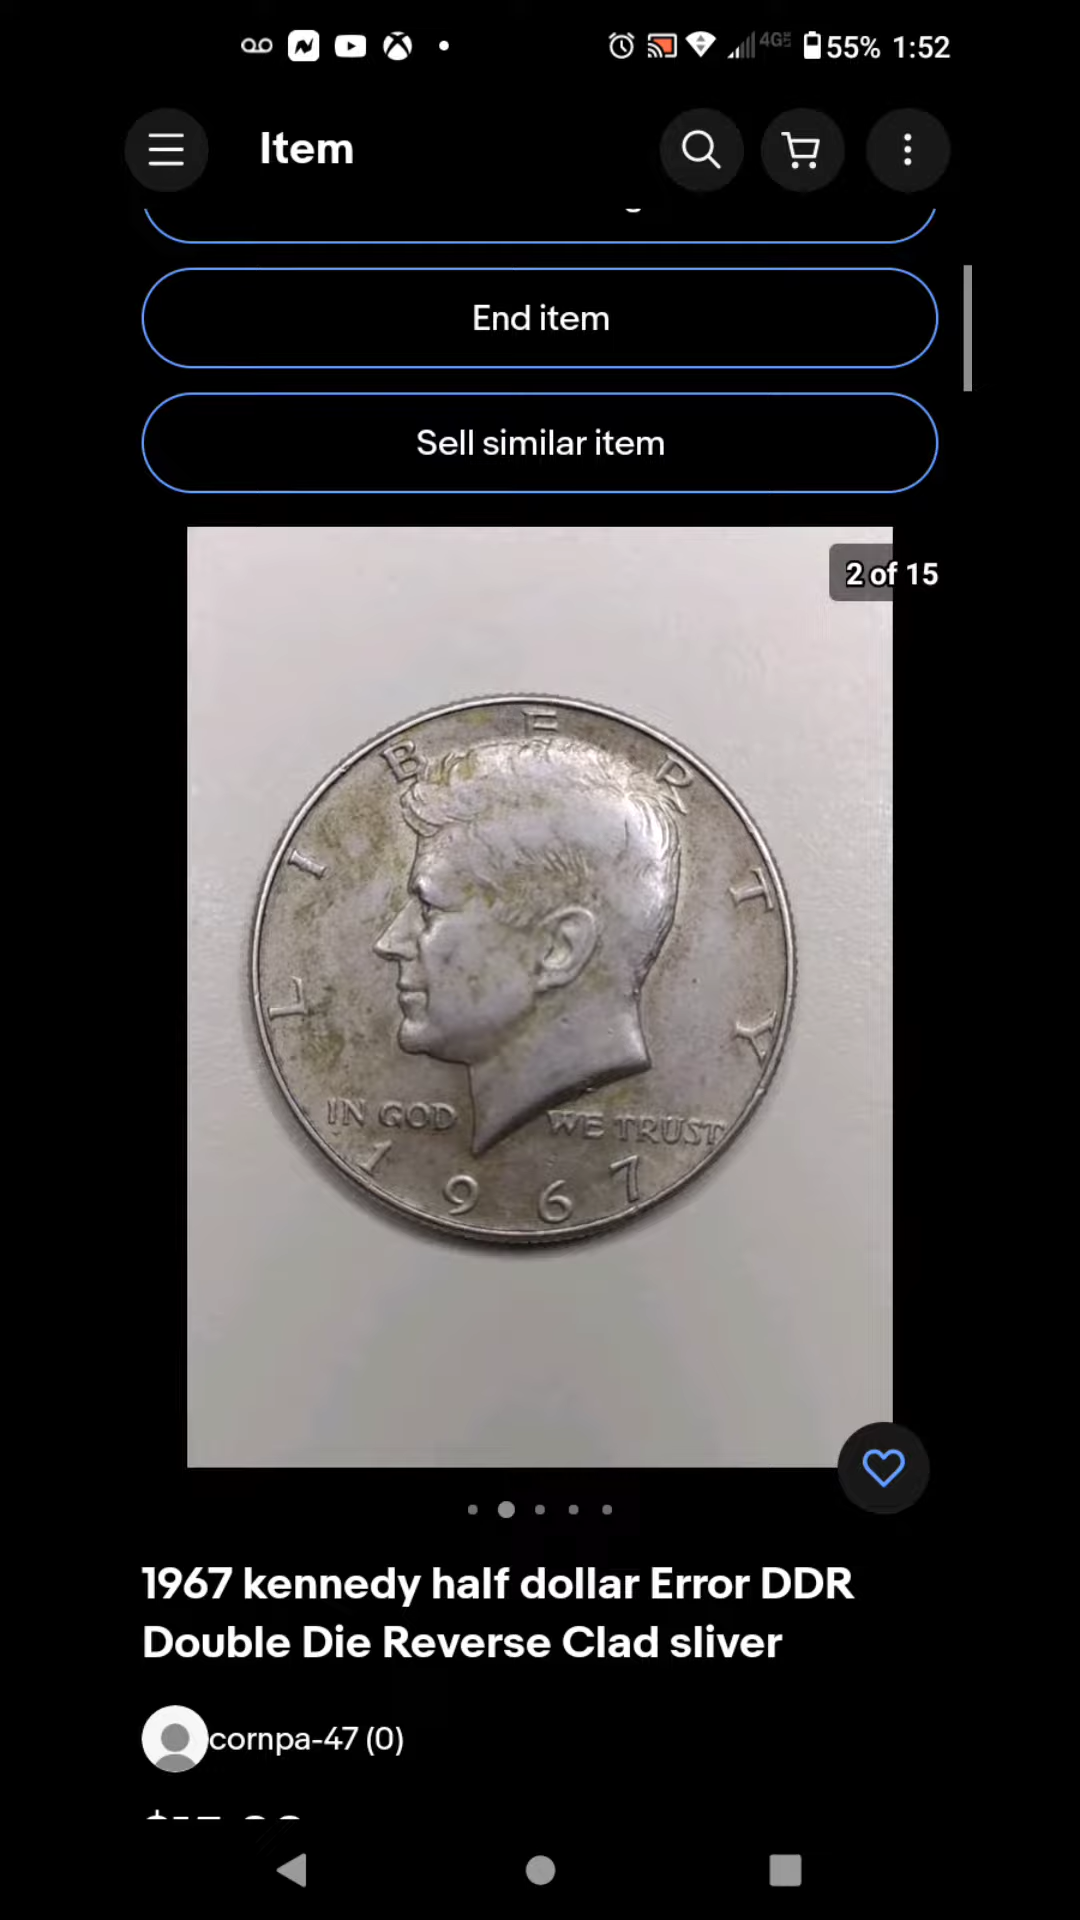 55% 1:52
Item
End item
Sell similar item
2 of 15
LIBERTY
IN GOD WE TRUST
1967
1967 kennedy half dollar Error DDR
Double Die Reverse Clad sliver
cornpa-47 (0)